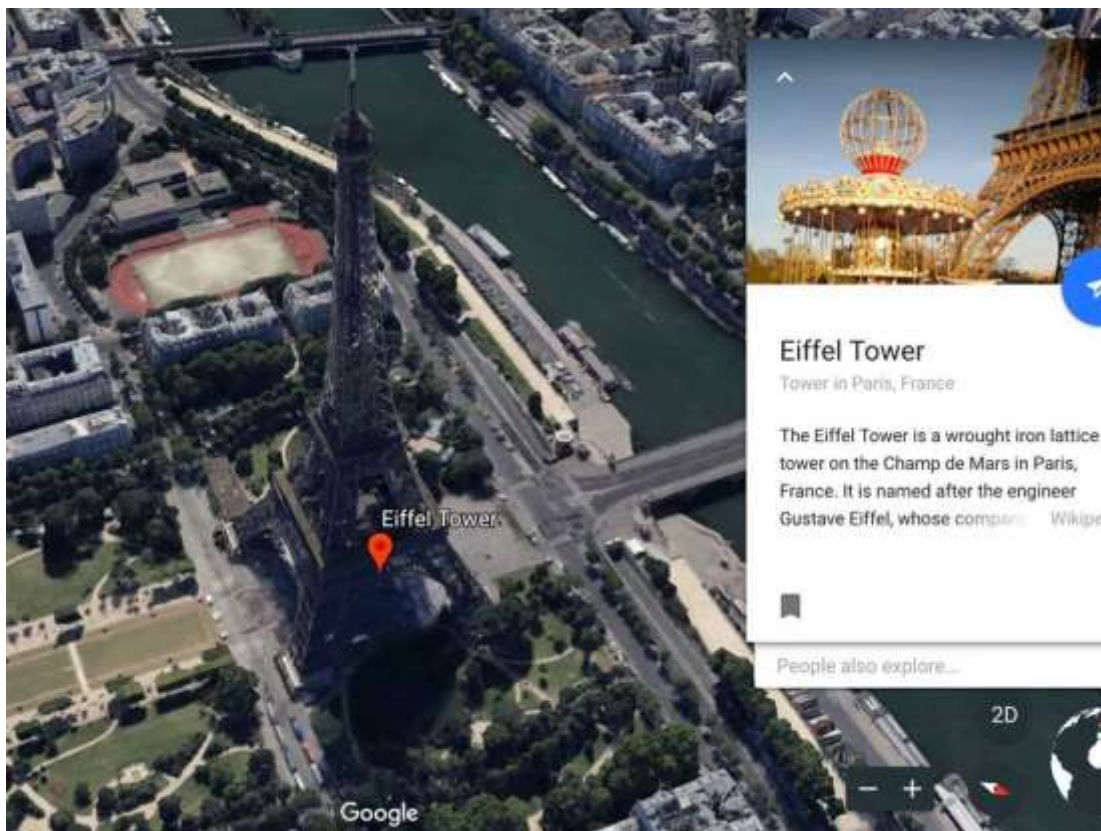 Eiffel Tower
Google
Eiffel Tower
Tower in Paris, France
The Eiffel Tower is a wrought iron lattice
tower on the Champ de Mars in Paris,
France. It is named after the engineer
Gustave Eiffel, whose compan Wikipe
People also explore...
2D